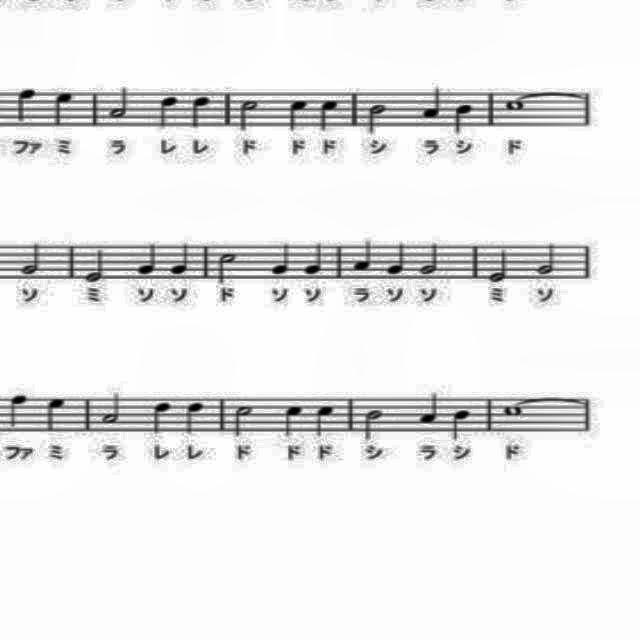 ファ ミ ラ レ レ ド ド ド シ ラ シ ド
ソ ミ ソ ソ ド ソ ソ ラ ソ ソ ミ ソ
ファ ミ ラ レ レ ド ド ド シ ラ シ ド